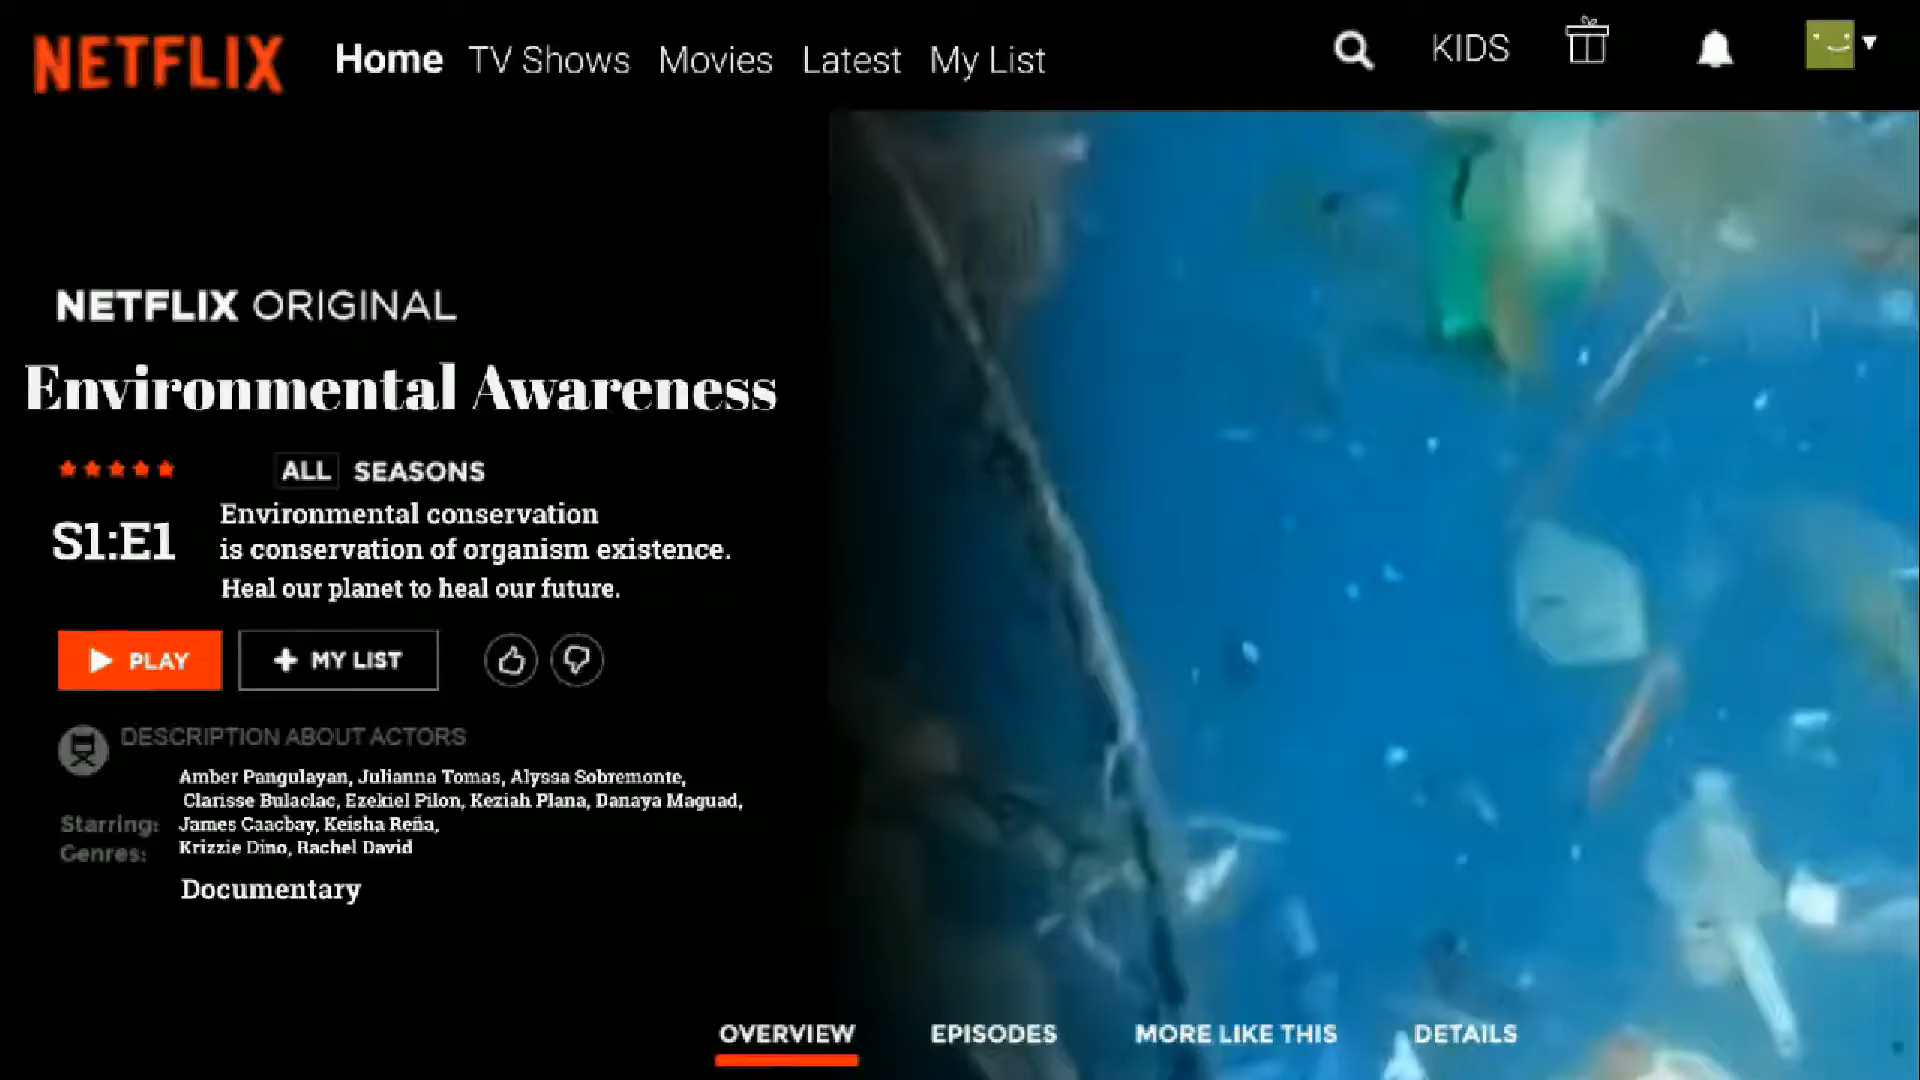 NETFLIX Home TV Shows Movies Latest My List KIDS
NETFLIX ORIGINAL
Environmental Awareness
ALL SEASONS
S1:E1
Environmental conservation
is conservation of organism existence.
Heal our planet to heal our future.
PLAY
MY LIST
DESCRIPTION ABOUT ACTORS
Amber Pangulayan, Julianna Tomas, Alyssa Sobremonte,
Clarisse Bulaclac, Ezekiel Pilon, Keziah Plana, Danaya Maguad,
Starring: James Caacbay, Keisha Reña,
Genres: Krizzie Dino, Rachel David
Documentary
OVERVIEW EPISODES MORE LIKE THIS DETAILS